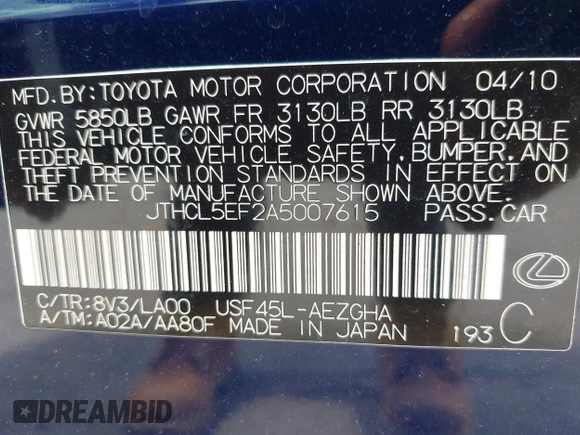 MFD.BY:TOYOTA MOTOR CORPORATION 04/10
GVWR 5850LB GAWR FR 3130LB RR 3130LB
THIS VEHICLE CONFORMS TO ALL APPLICABLE
FEDERAL MOTOR VEHICLE SAFETY,BUMPER,AND
THEFT PREVENTION STANDARDS IN EFFECT ON
THE DATE OF MANUFACTURE SHOWN ABOVE.
JTHCL5EF2A5007615 PASS.CAR
C/TR:8V3/LA00 USF45L-AEZGHA
A/TM:A02A/AA80F MADE IN JAPAN 193 C
DREAMBID